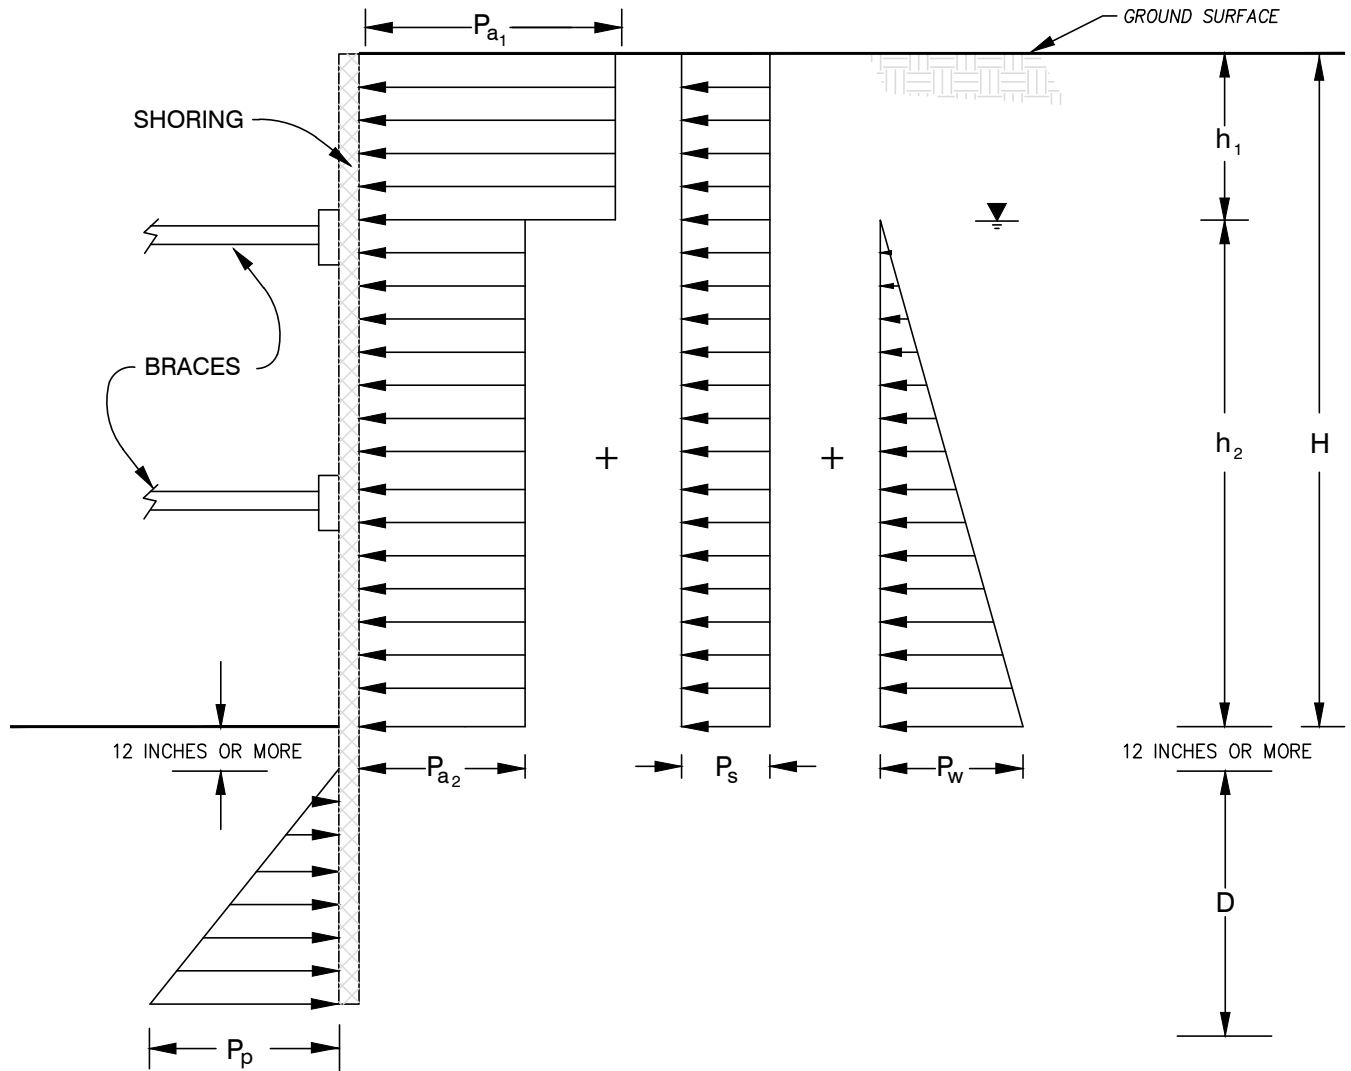 Pa₁
GROUND SURFACE
SHORING
h₁
BRACES
+
+
h₂
H
12 INCHES OR MORE
Pa₂
Ps
Pw
12 INCHES OR MORE
D
Pp